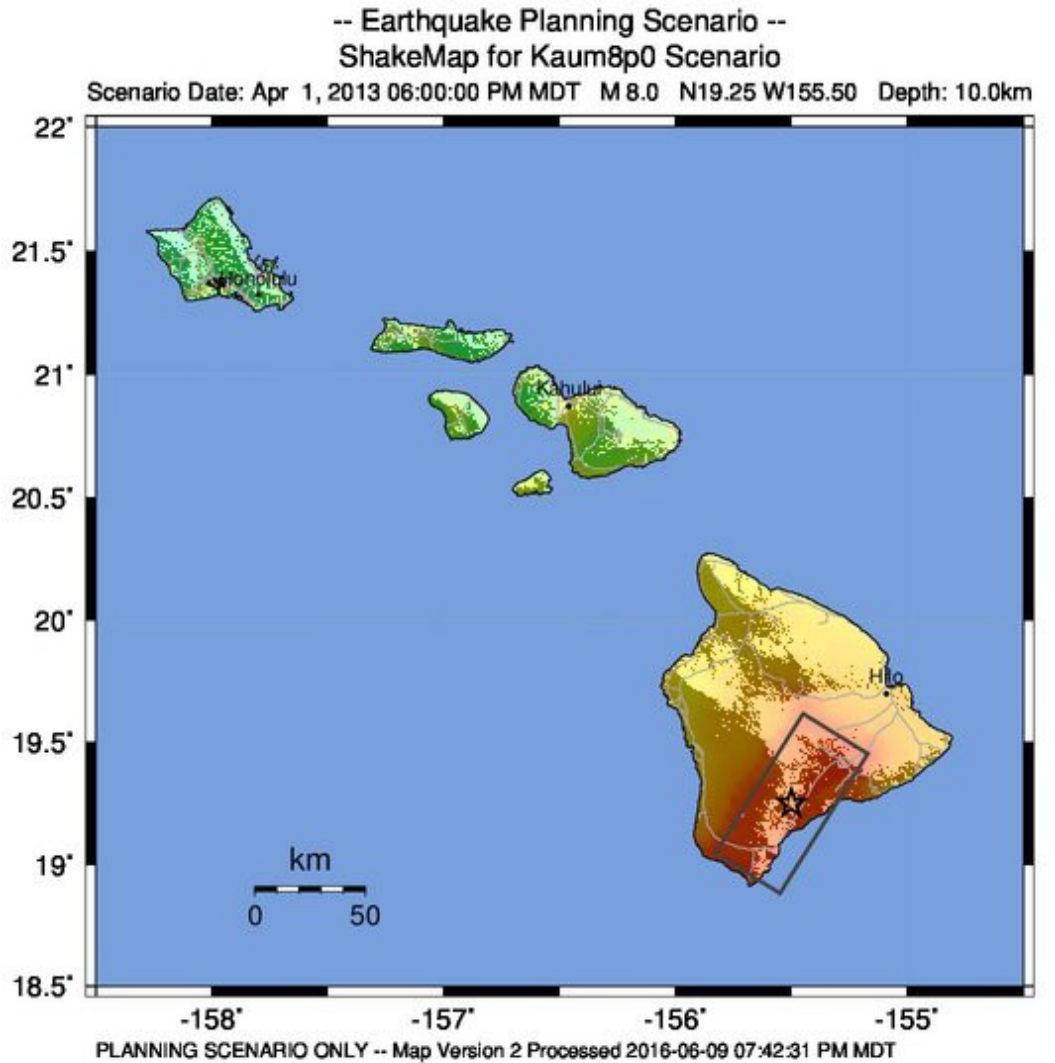 -- Earthquake Planning Scenario --
ShakeMap for Kaum8p0 Scenario
Scenario Date: Apr 1, 2013 06:00:00 PM MDT M 8.0 N19.25 W155.50 Depth: 10.0km
22˚
21.5˚
Honolulu
21˚
Kahului
20.5˚
20˚
Hilo
19.5˚
19˚
km
0 50
18.5˚
-158˚ -157˚ -156˚ -155˚
PLANNING SCENARIO ONLY -- Map Version 2 Processed 2016-06-09 07:42:31 PM MDT